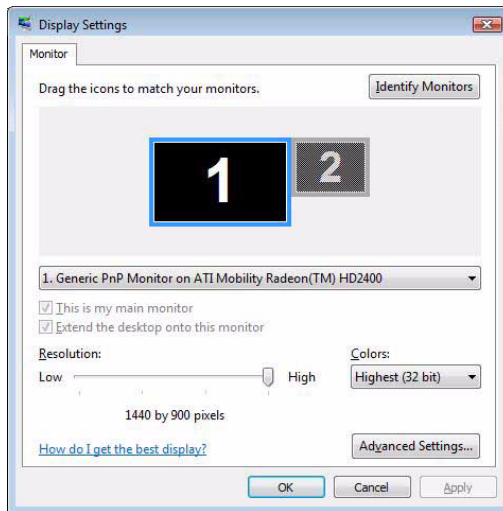 Display Settings
Monitor
Drag the icons to match your monitors.
Identify Monitors
1
2
1. Generic PnP Monitor on ATI Mobility Radeon(TM) HD2400
This is my main monitor
Extend the desktop onto this monitor
Resolution:
Colors:
Low
High
Highest (32 bit)
1440 by 900 pixels
How do I get the best display?
Advanced Settings...
OK
Cancel
Apply